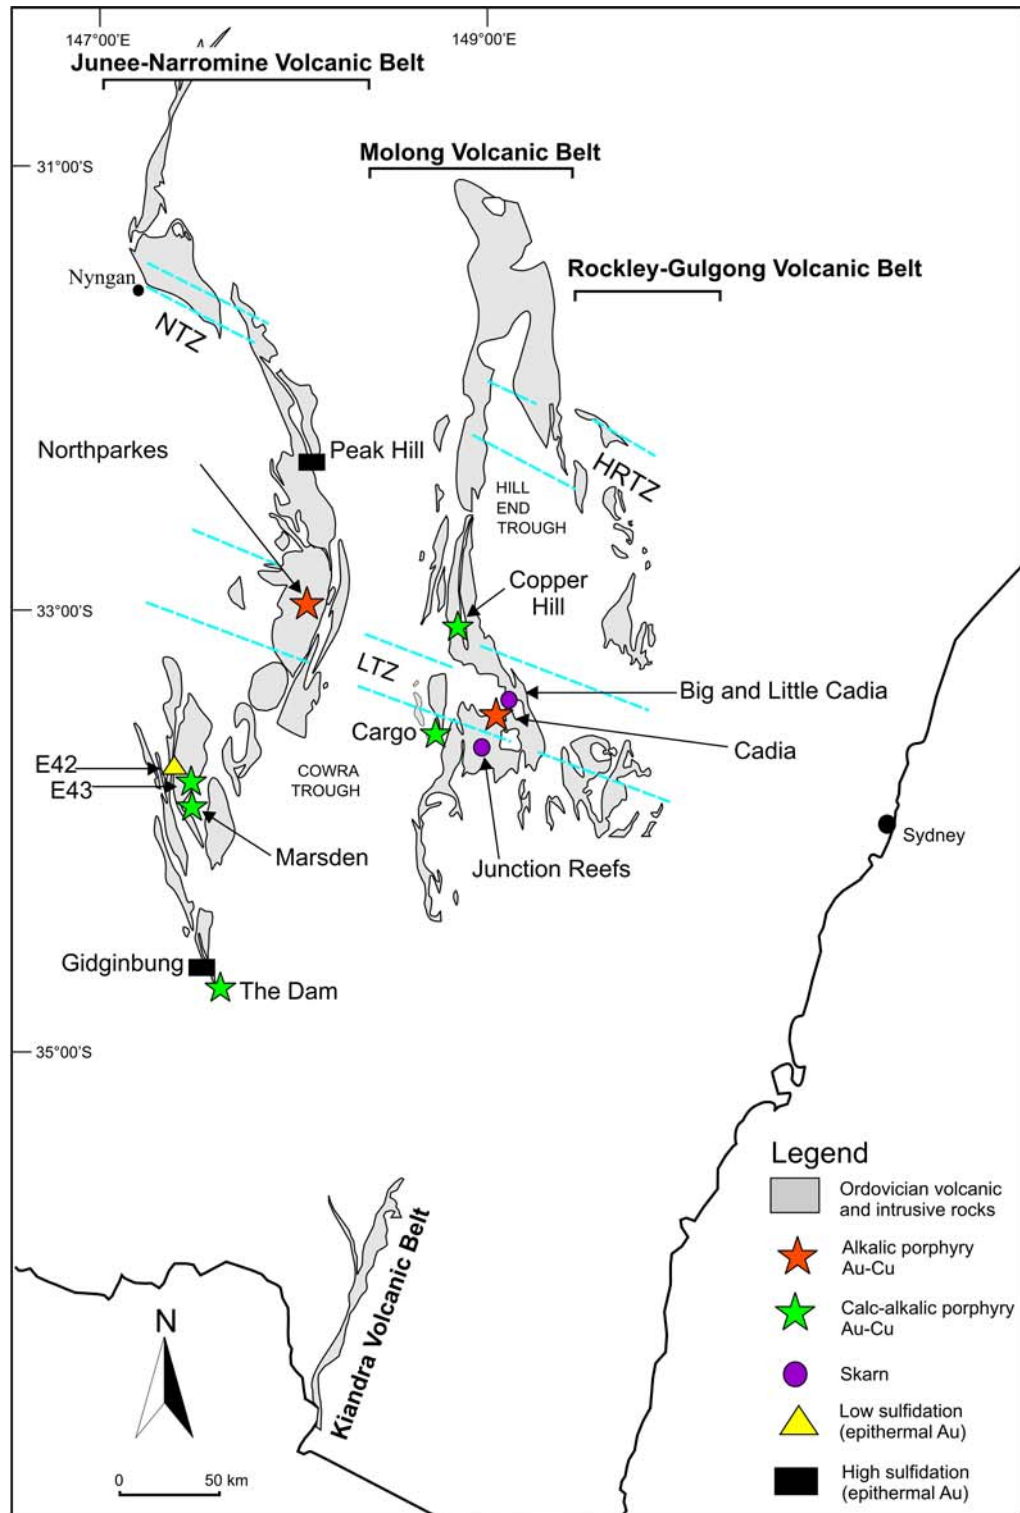 147°00'E
149°00'E
Junee-Narromine Volcanic Belt
Molong Volcanic Belt
31°00'S
Rockley-Gulgong Volcanic Belt
Nyngan
NTZ
Northparkes
Peak Hill
HRTZ
HILL
END
TROUGH
Copper
Hill
33°00'S
LTZ
Big and Little Cadia
Cargo
Cadia
E42
E43
COWRA
TROUGH
Sydney
Marsden
Junction Reefs
Gidginbung
The Dam
35°00'S
Kiandra Volcanic Belt
N
0 50 km
Legend
Ordovician volcanic
and intrusive rocks
Alkalic porphyry
Au-Cu
Calc-alkalic porphyry
Au-Cu
Skarn
Low sulfidation
(epithermal Au)
High sulfidation
(epithermal Au)